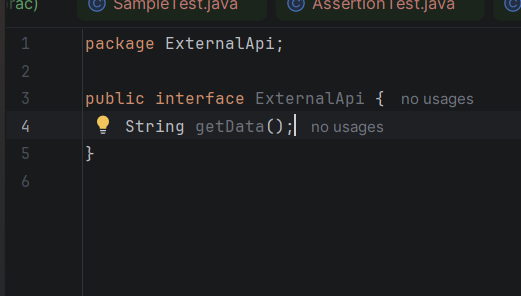 rac) SampleTest.java AssertionTest.java
1 package ExternalApi;
2
3 public interface ExternalApi { no usages
4 String getData(); no usages
5 }
6